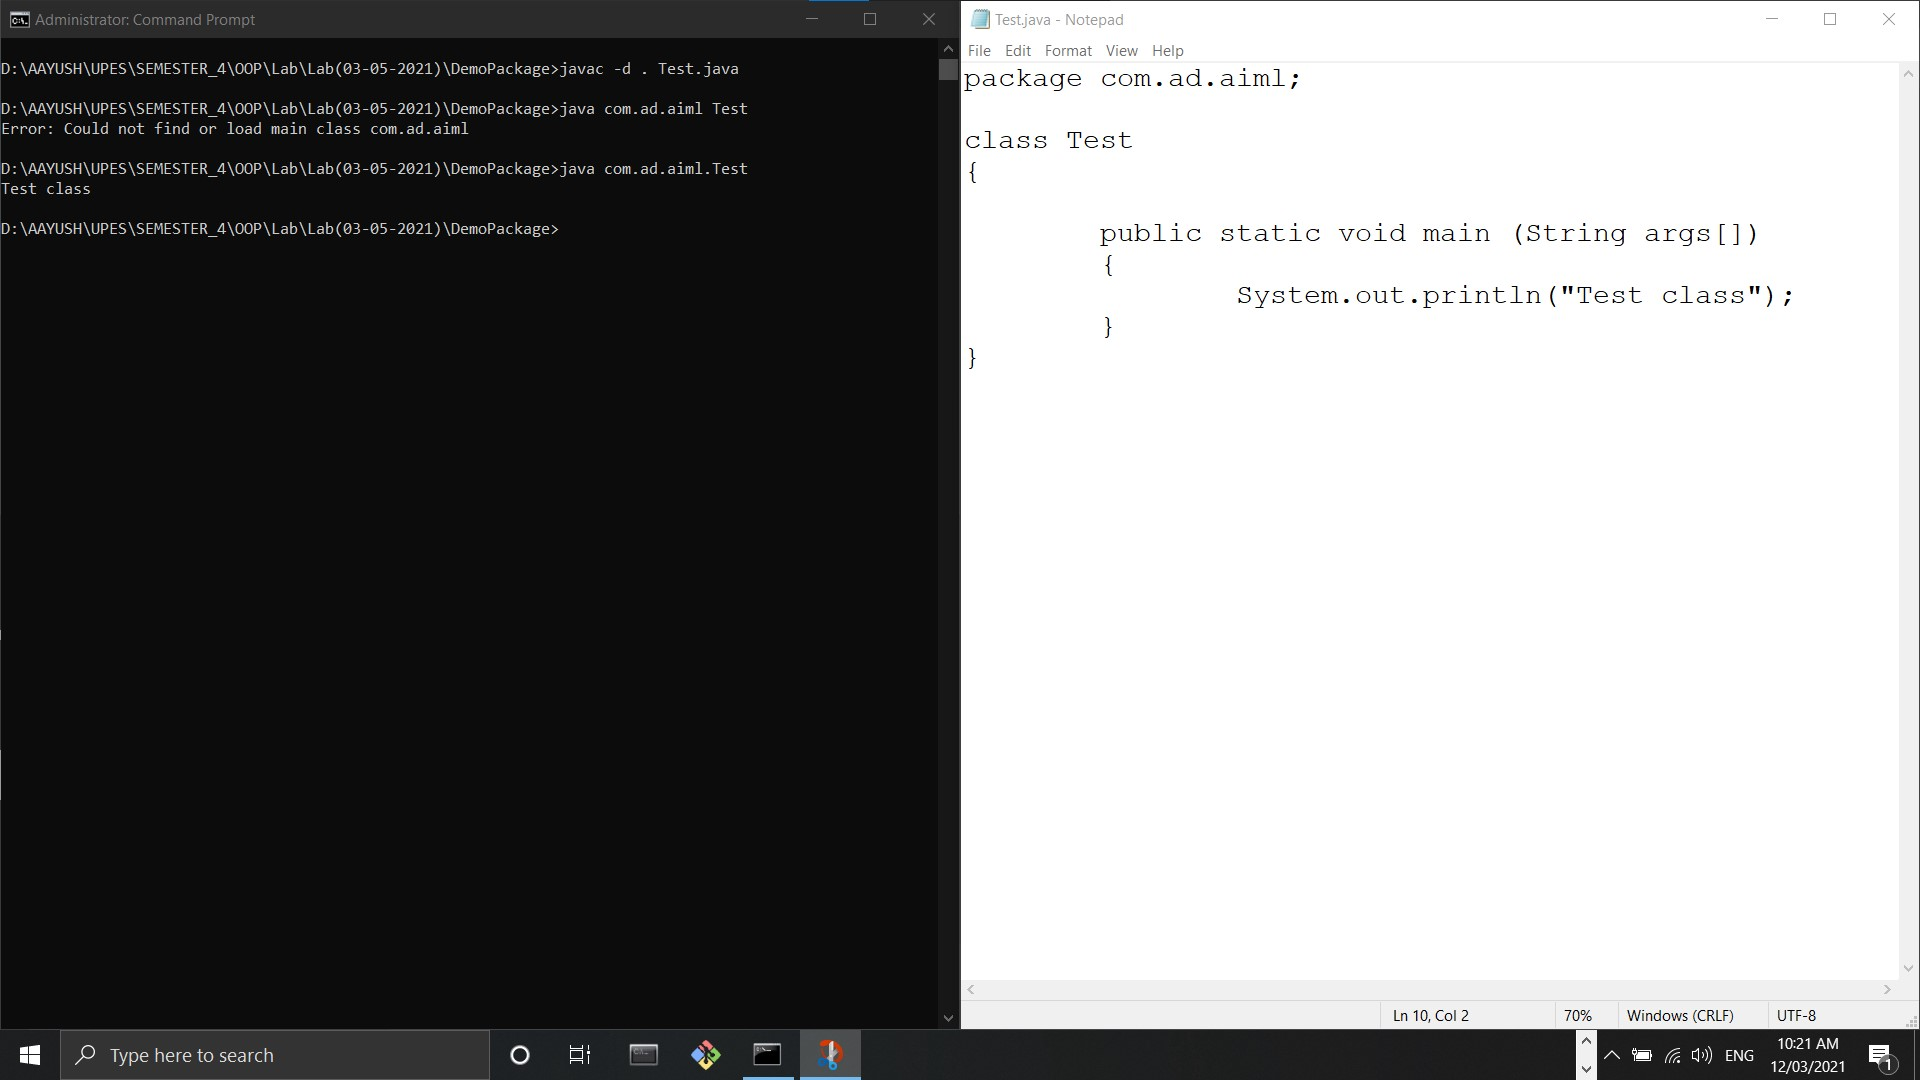 Administrator: Command Prompt
D:\AAYUSH\UPES\SEMESTER_4\OOP\Lab\Lab(03-05-2021)\DemoPackage>javac -d . Test.java
D:\AAYUSH\UPES\SEMESTER_4\OOP\Lab\Lab(03-05-2021)\DemoPackage>java com.ad.aiml Test
Error: Could not find or load main class com.ad.aiml
D:\AAYUSH\UPES\SEMESTER_4\OOP\Lab\Lab(03-05-2021)\DemoPackage>java com.ad.aiml.Test
Test class
D:\AAYUSH\UPES\SEMESTER_4\OOP\Lab\Lab(03-05-2021)\DemoPackage>
Test.java - Notepad
File Edit Format View Help
package com.ad.aiml;
class Test
{
public static void main (String args[])
{
System.out.println("Test class");
}
}
Ln 10, Col 2 70% Windows (CRLF) UTF-8
Type here to search
ENG
10:21 AM
12/03/2021
1